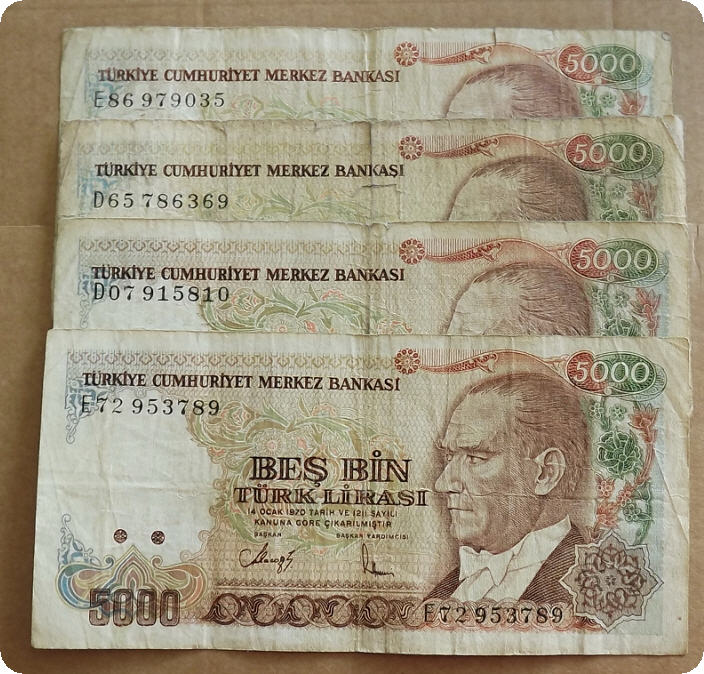 5000
TÜRKİYE CUMHURİYET MERKEZ BANKASI
E86 979035
5000
TÜRKİYE CUMHURİYET MERKEZ BANKASI
D65 786369
5000
TÜRKİYE CUMHURİYET MERKEZ BANKASI
D07 915810
5000
TÜRKİYE CUMHURİYET MERKEZ BANKASI
E72 953789
BEŞ BİN
TÜRK LİRASI
14 OCAK 1970 TARİH VE 1211 SAYILI
KANUNA GÖRE ÇIKARILMIŞTIR
BAŞKAN BAŞKAN YARDIMCISI
5000
E72 953789